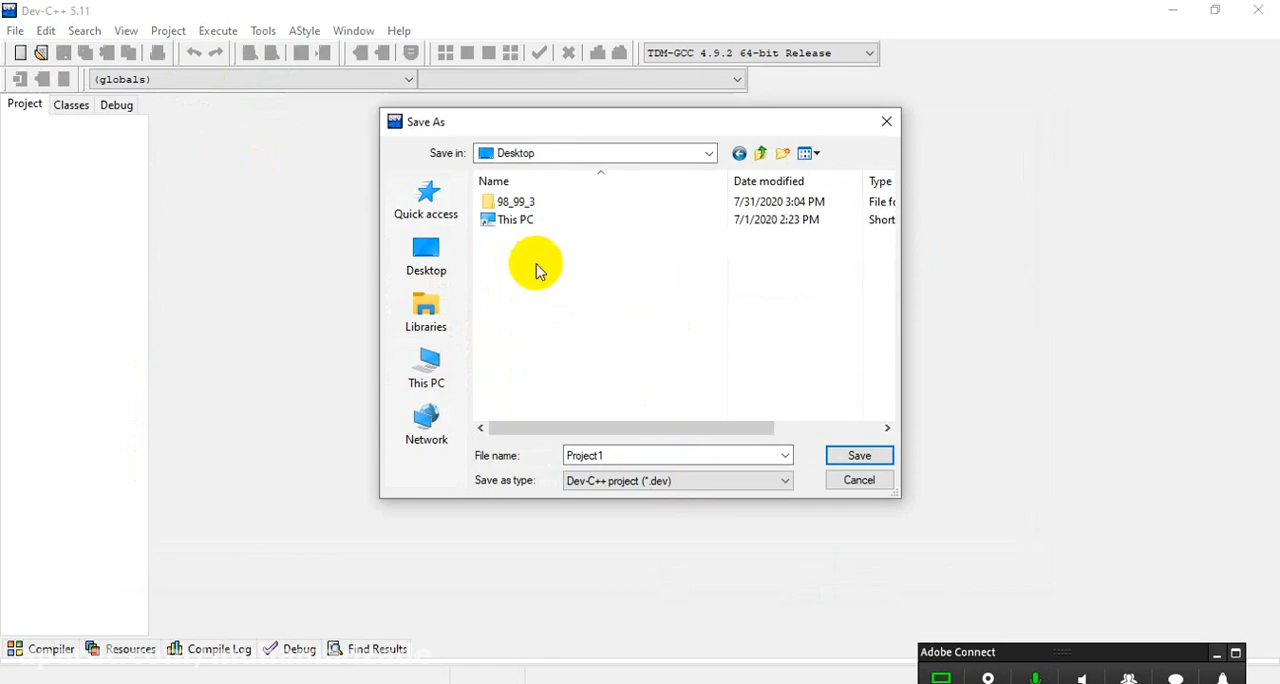 Dev-C++ 5.11
File Edit Search View Project Execute Tools AStyle Window Help
TDM-GCC 4.9.2 64-bit Release
(globals)
Project Classes Debug
Save As
Save in: Desktop
Name Date modified Type
98_99_3 7/31/2020 3:04 PM File fo
This PC 7/1/2020 2:23 PM Short
Quick access
Desktop
Libraries
This PC
Network
File name: Project1 Save
Save as type: Dev-C++ project (*.dev) Cancel
Compiler Resources Compile Log Debug Find Results
Adobe Connect